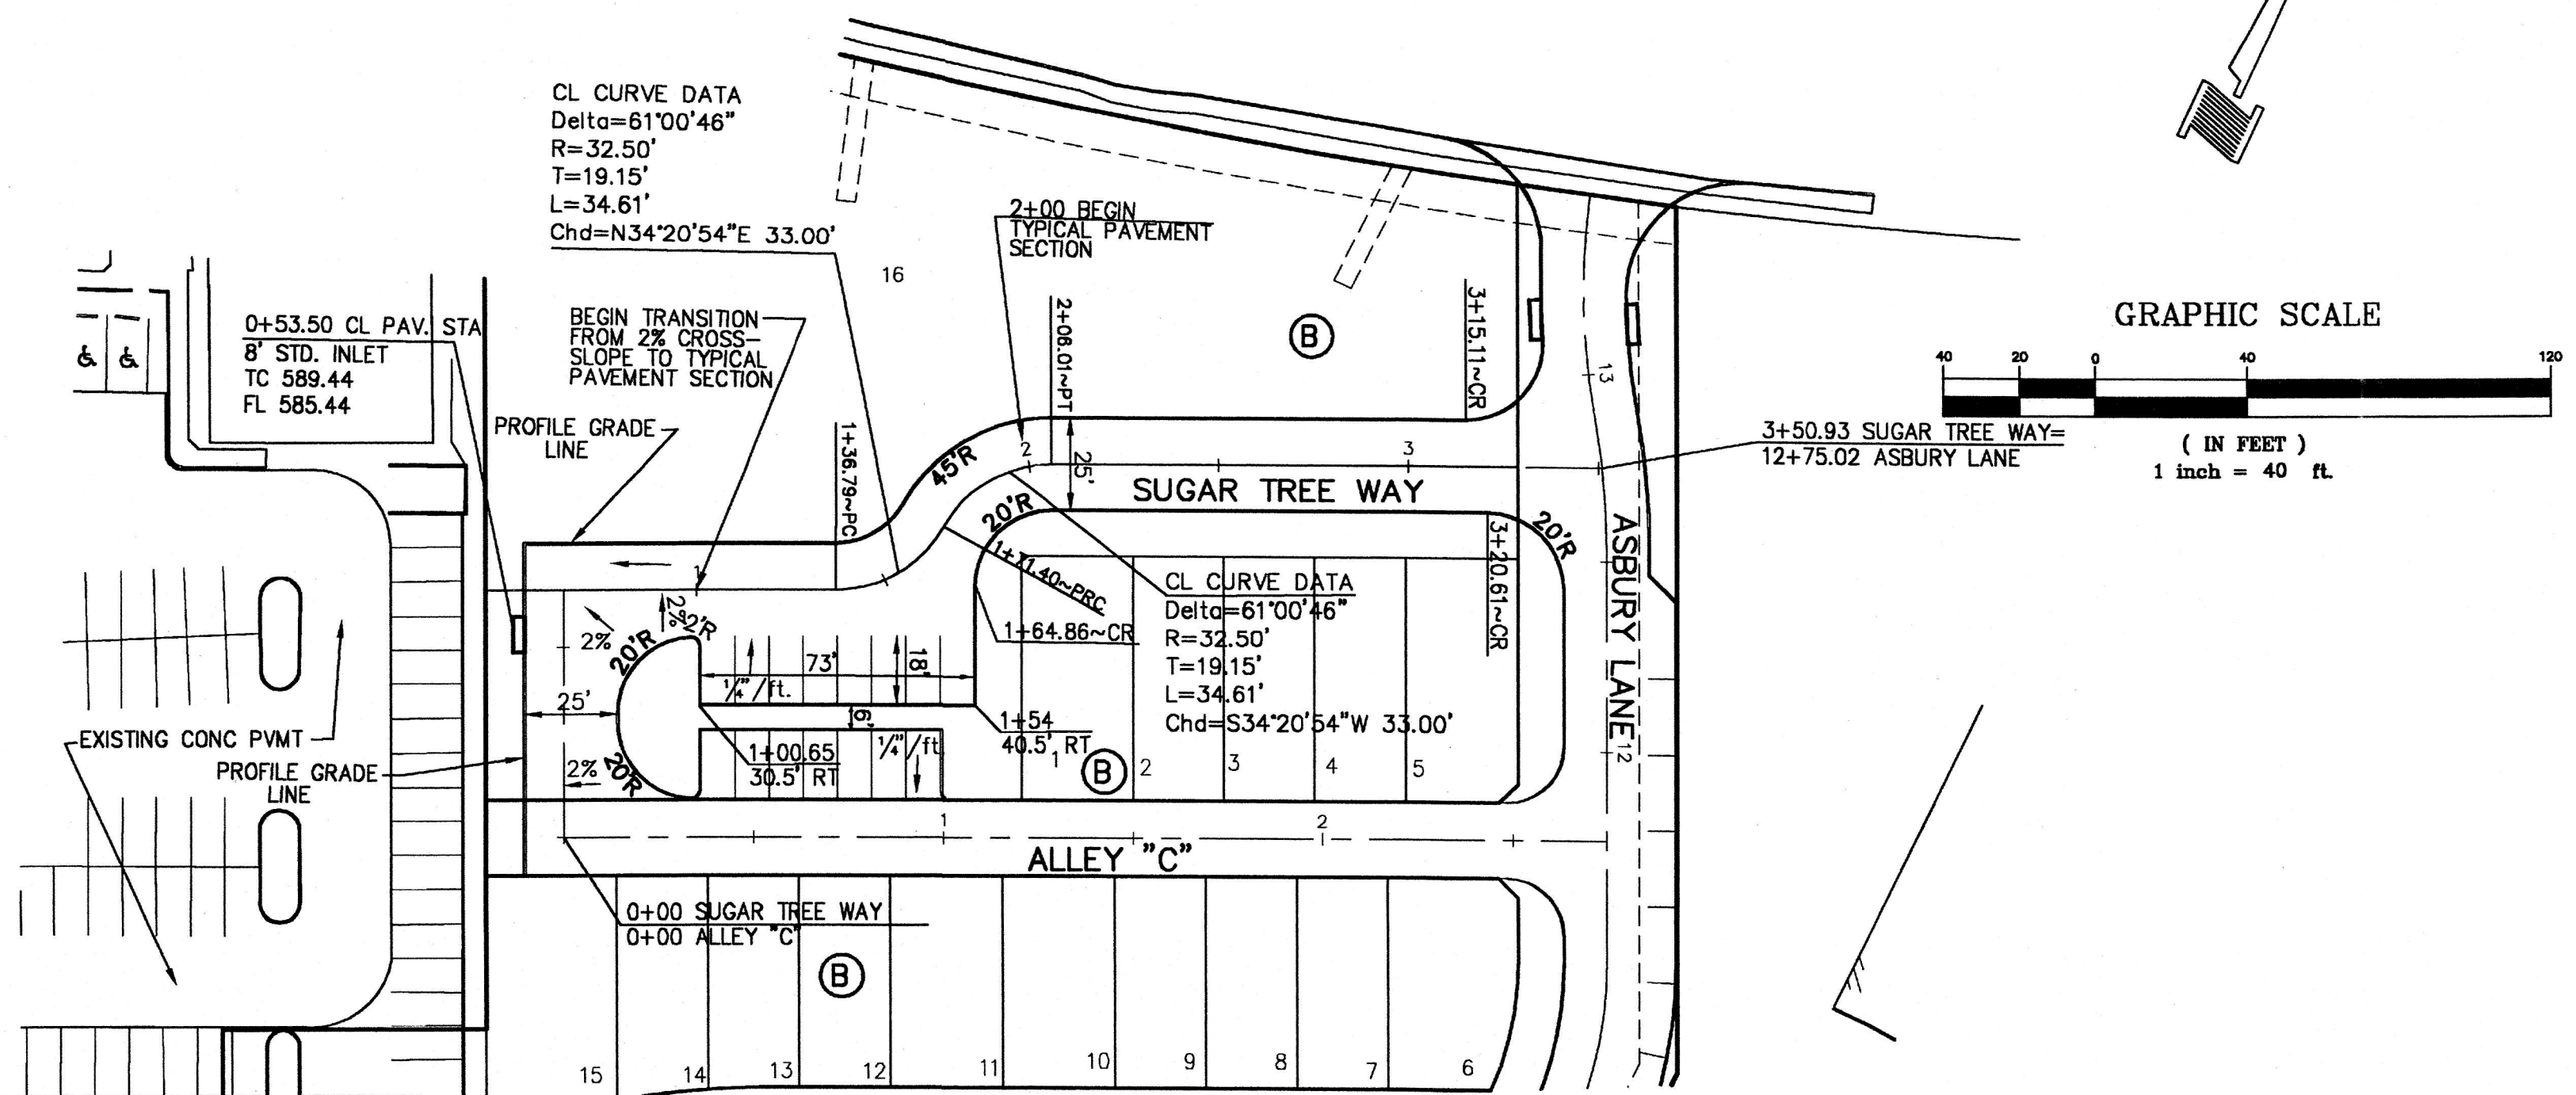 CL CURVE DATA
Delta=61°00'46"
R=32.50'
T=19.15'
L=34.61'
Chd=N34°20'54"E 33.00'
2+00 BEGIN
TYPICAL PAVEMENT
SECTION
16
B
0+53.50 CL PAV. STA
8' STD. INLET
TC 589.44
FL 585.44
BEGIN TRANSITION
FROM 2% CROSS-
SLOPE TO TYPICAL
PAVEMENT SECTION
PROFILE GRADE
LINE
1+36.79~PC
2+06.01~PT
3+15.11~CR
13
GRAPHIC SCALE
40 20 0 40 120
( IN FEET )
1 inch = 40 ft.
3+50.93 SUGAR TREE WAY=
12+75.02 ASBURY LANE
45'R
2
25'
3
SUGAR TREE WAY
20'R
20'R
3+20.61~CR
ASBURY LANE
1
1+71.40~PRC
1+64.86~CR
CL CURVE DATA
Delta=61°00'46"
R=32.50'
T=19.15'
L=34.61'
Chd=S34°20'54"W 33.00'
2%
2'R
2%
20'R
73'
18'
1/4"/ft.
25'
6'
1+54
40.5' RT
1+00.65
30.5' RT
1/4"/ft
EXISTING CONC PVMT
PROFILE GRADE
LINE
2%
20'R
1
B
2
3
4
5
12
1
2
ALLEY "C"
0+00 SUGAR TREE WAY
0+00 ALLEY "C"
B
15
14
13
12
11
10
9
8
7
6